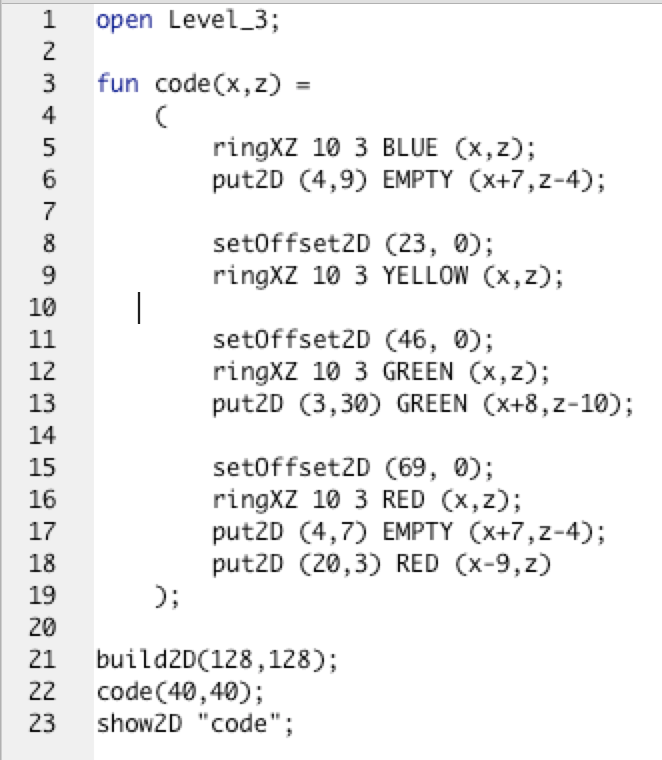 1 open Level_3;
2
3 fun code(x,z) =
4 (
5 ringXZ 10 3 BLUE (x,z);
6 put2D (4,9) EMPTY (x+7,z-4);
7
8 setOffset2D (23, 0);
9 ringXZ 10 3 YELLOW (x,z);
10
11 setOffset2D (46, 0);
12 ringXZ 10 3 GREEN (x,z);
13 put2D (3,30) GREEN (x+8,z-10);
14
15 setOffset2D (69, 0);
16 ringXZ 10 3 RED (x,z);
17 put2D (4,7) EMPTY (x+7,z-4);
18 put2D (20,3) RED (x-9,z)
19 );
20
21 build2D(128,128);
22 code(40,40);
23 show2D "code";